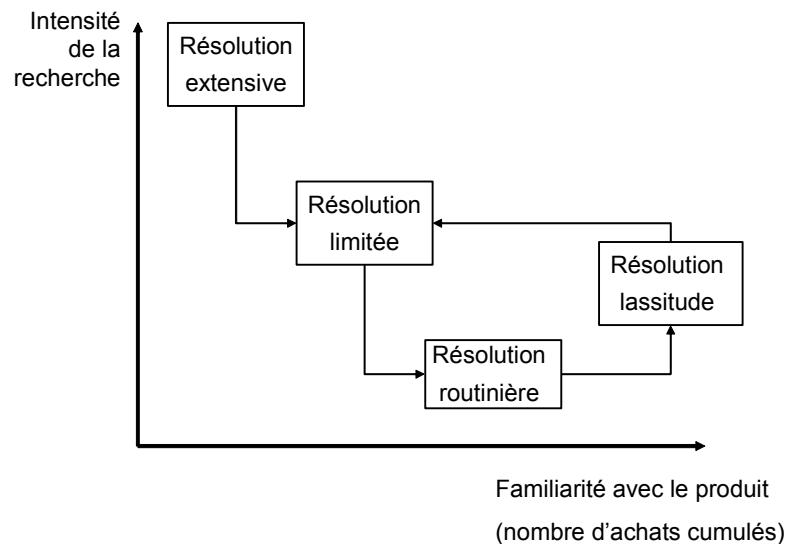 Intensité
de la
recherche
Résolution
extensive
Résolution
limitée
Résolution
lassitude
Résolution
routinière
Familiarité avec le produit
(nombre d'achats cumulés)